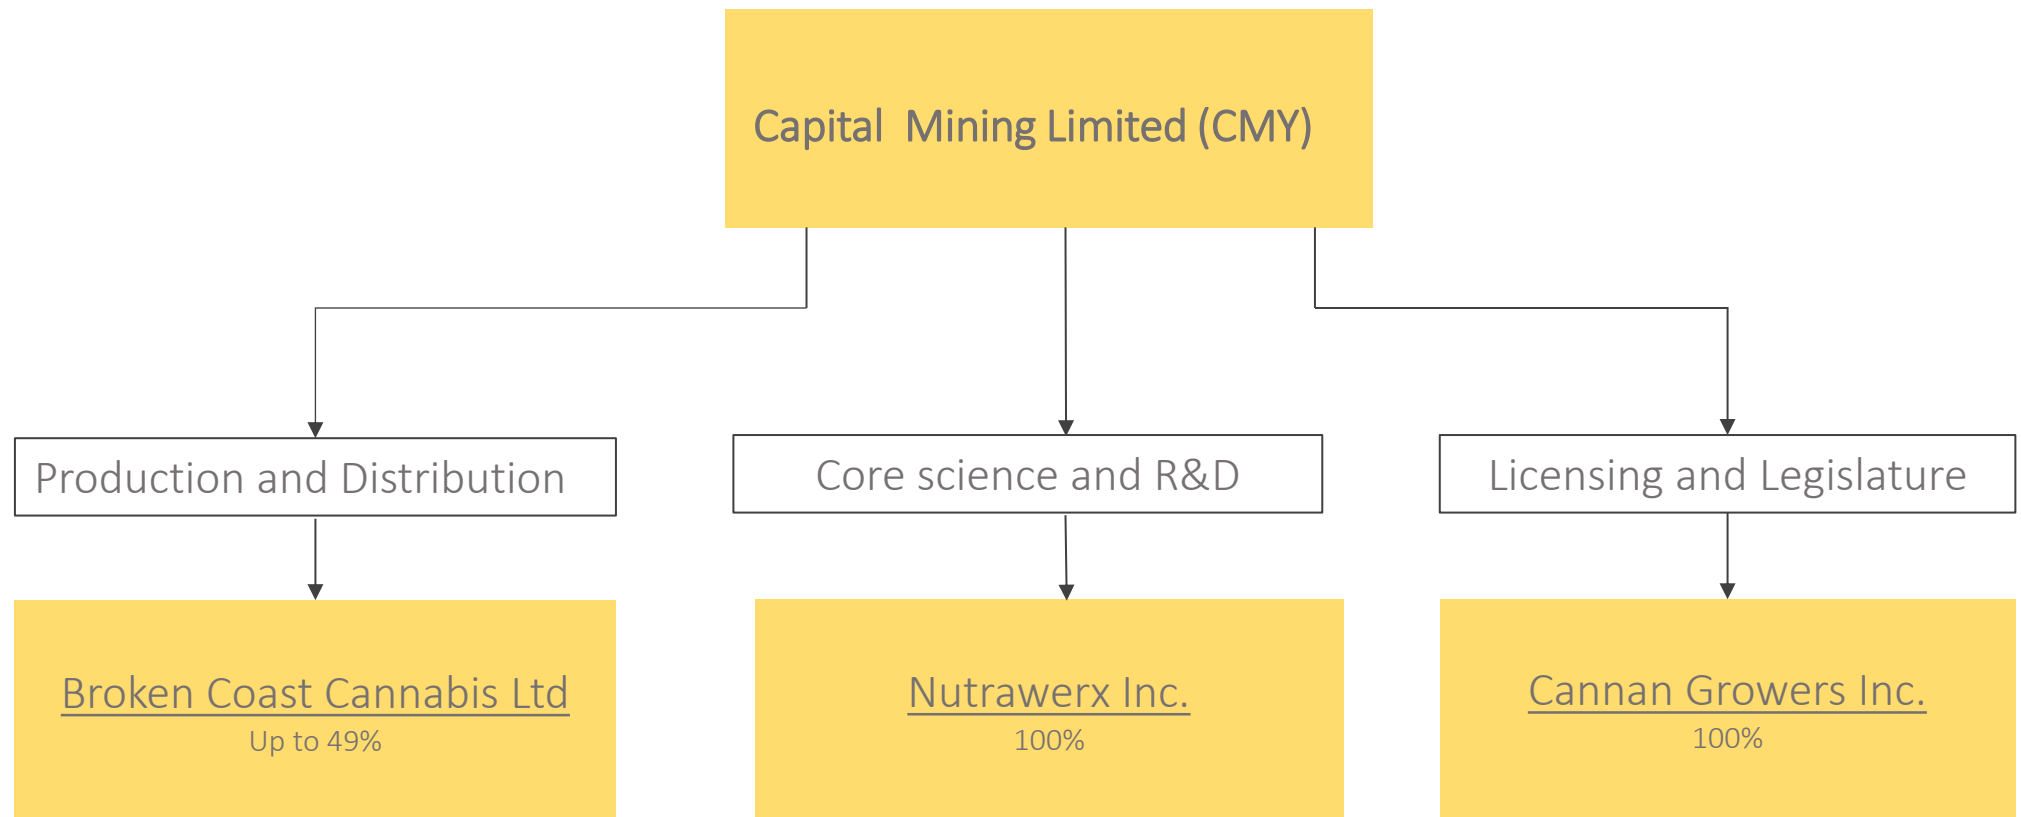 Capital Mining Limited (CMY)
Production and Distribution
Core science and R&D
Licensing and Legislature
Broken Coast Cannabis Ltd
Up to 49%
Nutrawerx Inc.
100%
Cannan Growers Inc.
100%